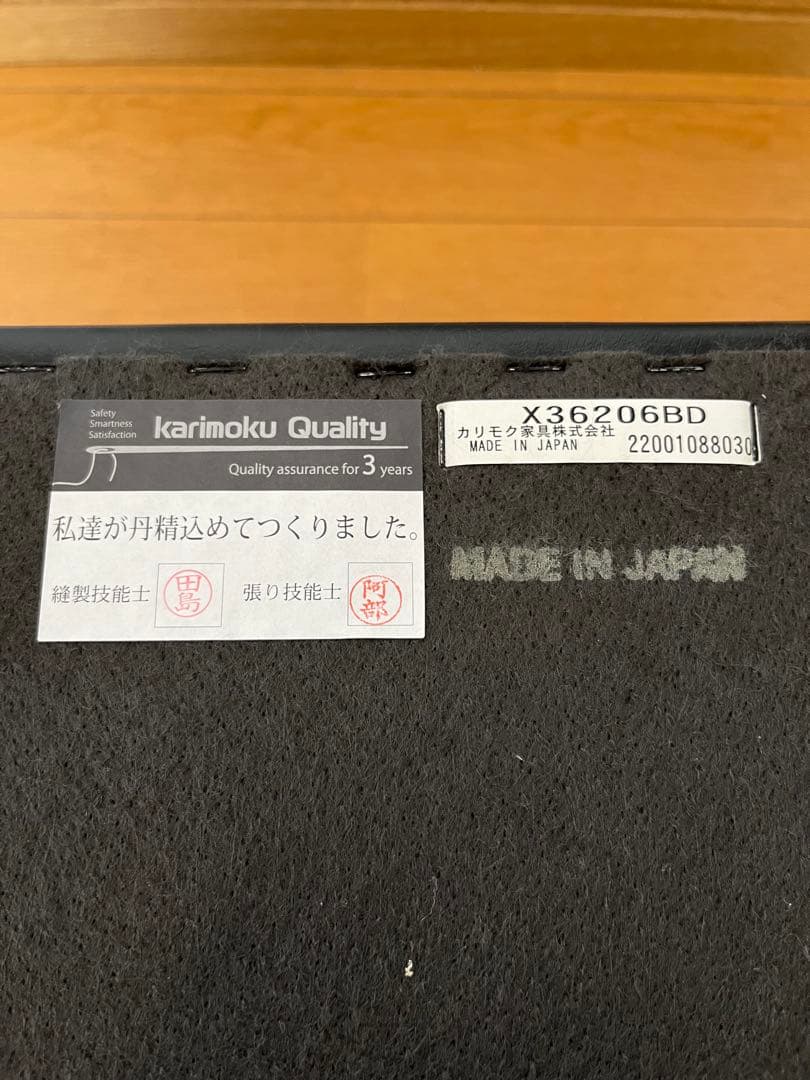 Safety
Smartness
Satisfaction
karimoku Quality
Quality assurance for 3 years
私達が丹精込めてつくりました。
縫製技能士 田島 張り技能士 阿部
X36206BD
カリモク家具株式会社
MADE IN JAPAN 22001088030
MADE IN JAPAN